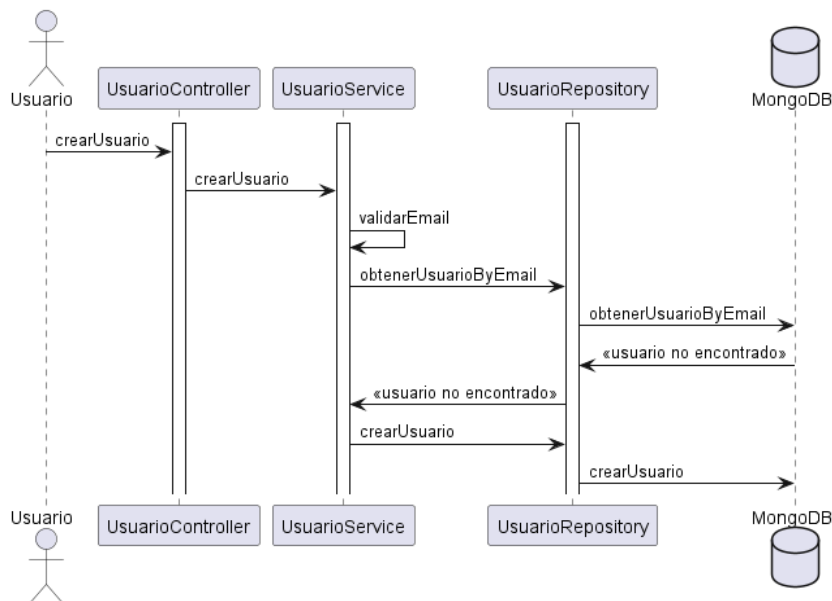 Usuario
UsuarioController
UsuarioService
UsuarioRepository
MongoDB
crearUsuario
crearUsuario
validarEmail
obtenerUsuarioByEmail
obtenerUsuarioByEmail
«usuario no encontrado»
«usuario no encontrado»
crearUsuario
crearUsuario
Usuario
UsuarioController
UsuarioService
UsuarioRepository
MongoDB